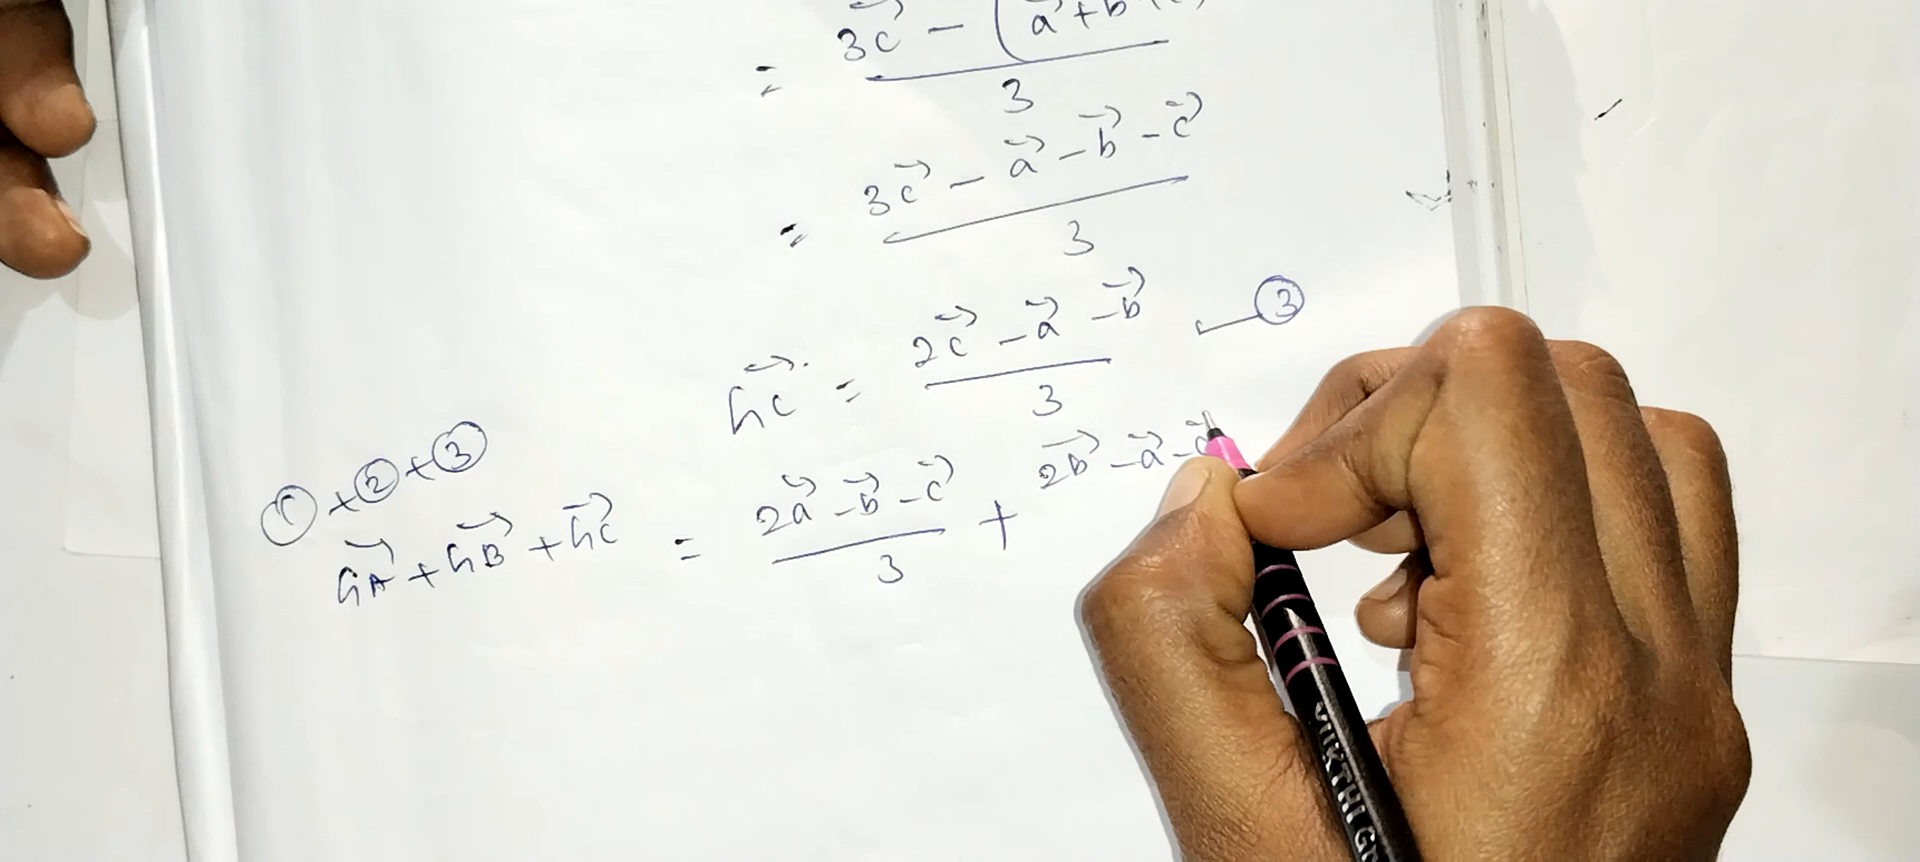 = 3c⃗ - (a⃗ + b
3
= 3c⃗ - a⃗ - b⃗ - c⃗
3
GC⃗ = 2c⃗ - a⃗ - b⃗ — ③
3
① + ② + ③
GA⃗ + GB⃗ + GC⃗ = 2a⃗ - b⃗ - c⃗ + 2b⃗ - a⃗ - c⃗
3